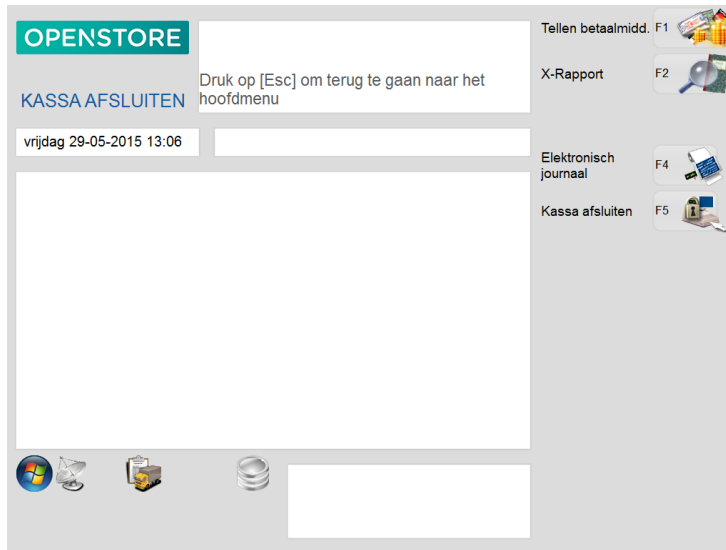 OPENSTORE
KASSA AFSLUITEN
Druk op [Esc] om terug te gaan naar het
hoofdmenu
vrijdag 29-05-2015 13:06
Tellen betaalmidd. F1
X-Rapport F2
Elektronisch
journaal F4
Kassa afsluiten F5